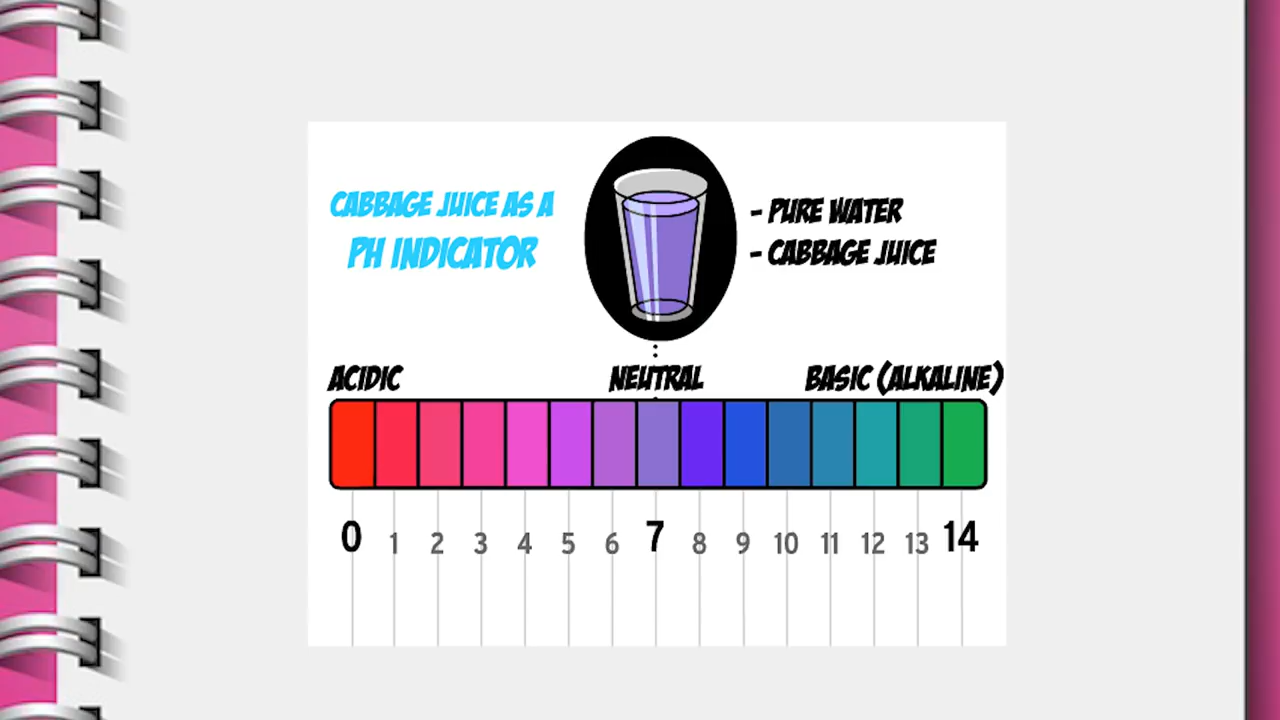 CABBAGE JUICE AS A
PH INDICATOR
- PURE WATER
- CABBAGE JUICE
ACIDIC NEUTRAL BASIC (ALKALINE)
0 1 2 3 4 5 6 7 8 9 10 11 12 13 14